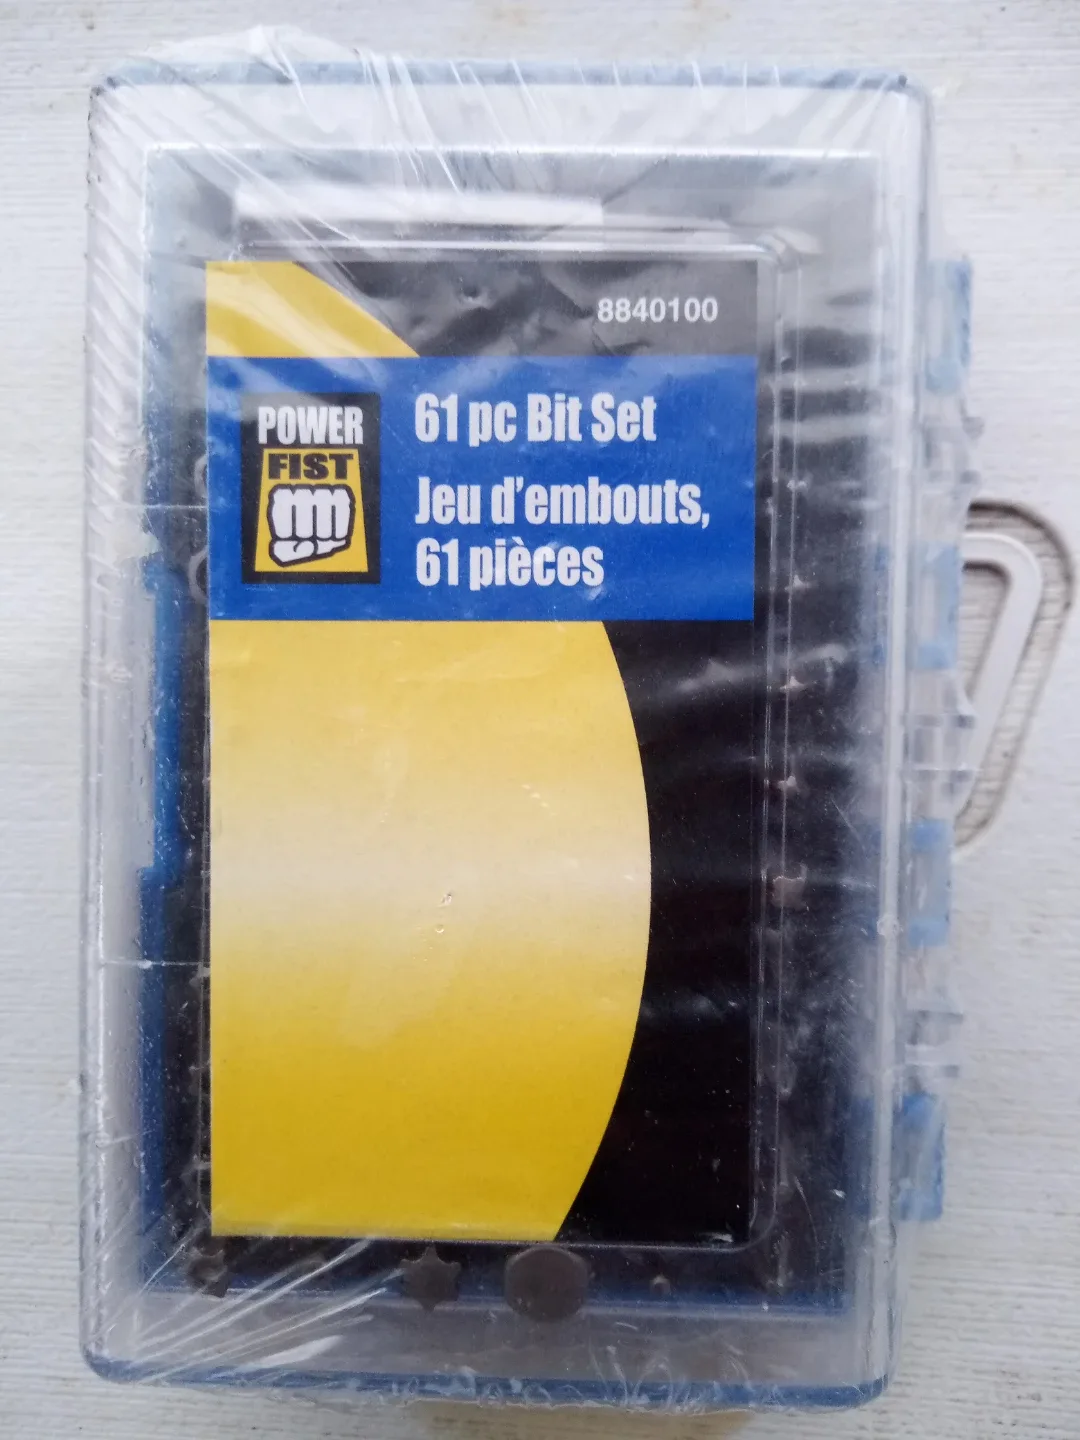 8840100
POWER
FIST
61 pc Bit Set
Jeu d'embouts,
61 pièces